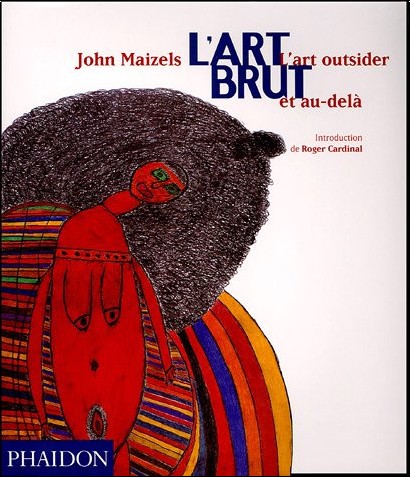 John Maizels L'ART L'art outsider
BRUT et au-delà
Introduction
de Roger Cardinal
PHAIDON